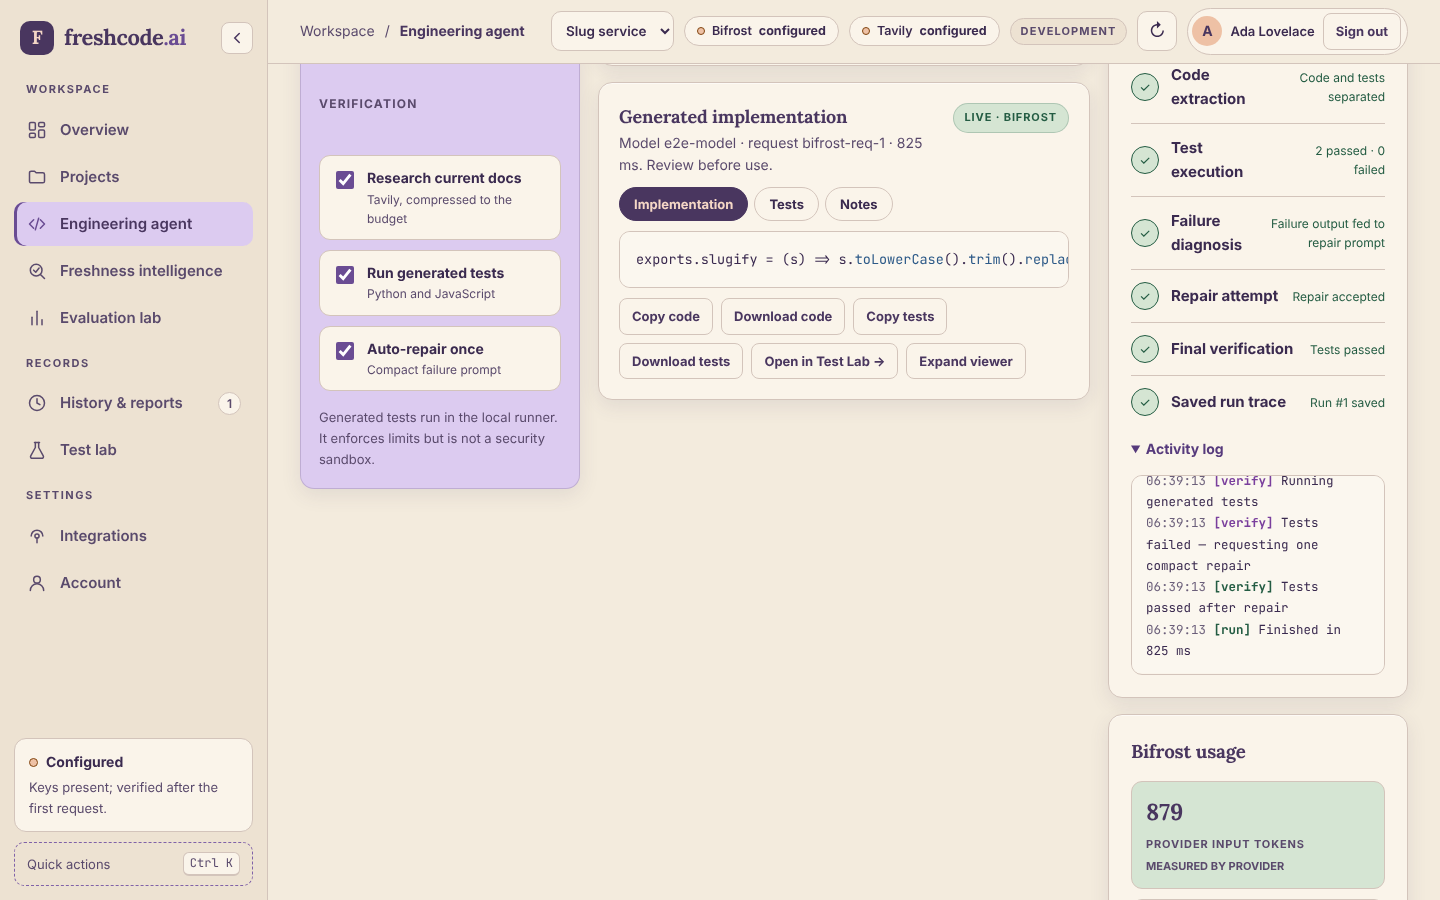 F freshcode.ai
WORKSPACE
Overview
Projects
Engineering agent
Freshness intelligence
Evaluation lab
RECORDS
History & reports 1
Test lab
SETTINGS
Integrations
Account
Configured
Keys present; verified after the
first request.
Quick actions Ctrl K
Workspace / Engineering agent
Slug service
Bifrost configured
Tavily configured
DEVELOPMENT
A Ada Lovelace Sign out
VERIFICATION
Research current docs
Tavily, compressed to the
budget
Run generated tests
Python and JavaScript
Auto-repair once
Compact failure prompt
Generated tests run in the local runner.
It enforces limits but is not a security
sandbox.
Generated implementation
LIVE · BIFROST
Model e2e-model · request bifrost-req-1 · 825
ms. Review before use.
Implementation Tests Notes
exports.slugify = (s) => s.toLowerCase().trim().replac
Copy code Download code Copy tests
Download tests Open in Test Lab → Expand viewer
Code
extraction
Code and tests
separated
Test
execution
2 passed · 0
failed
Failure
diagnosis
Failure output fed to
repair prompt
Repair attempt Repair accepted
Final verification Tests passed
Saved run trace Run #1 saved
▼ Activity log
06:39:13 [verify] Running
generated tests
06:39:13 [verify] Tests
failed — requesting one
compact repair
06:39:13 [verify] Tests
passed after repair
06:39:13 [run] Finished in
825 ms
Bifrost usage
879
PROVIDER INPUT TOKENS
MEASURED BY PROVIDER